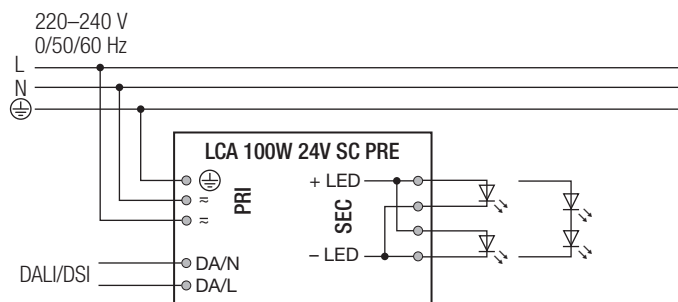 220–240 V
0/50/60 Hz
L
N
LCA 100W 24V SC PRE
PRI
SEC
+ LED
≂
≂
– LED
DALI/DSI
DA/N
DA/L